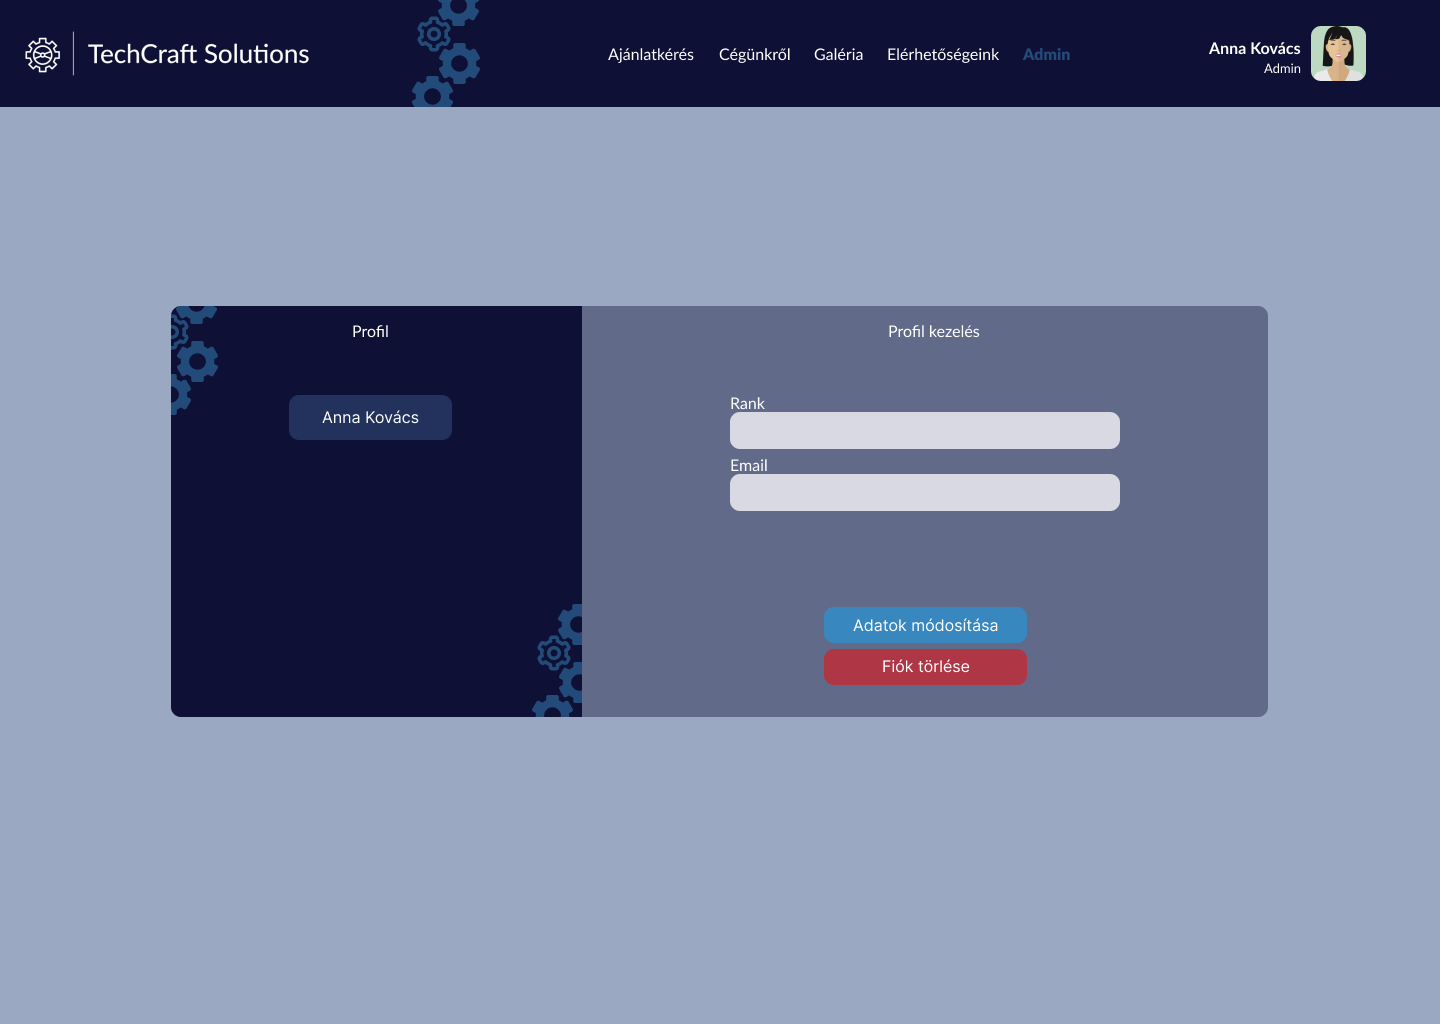 TechCraft Solutions
Ajánlatkérés Cégünkről Galéria Elérhetőségeink Admin
Anna Kovács
Admin
Profil
Anna Kovács
Profil kezelés
Rank
Email
Adatok módosítása
Fiók törlése